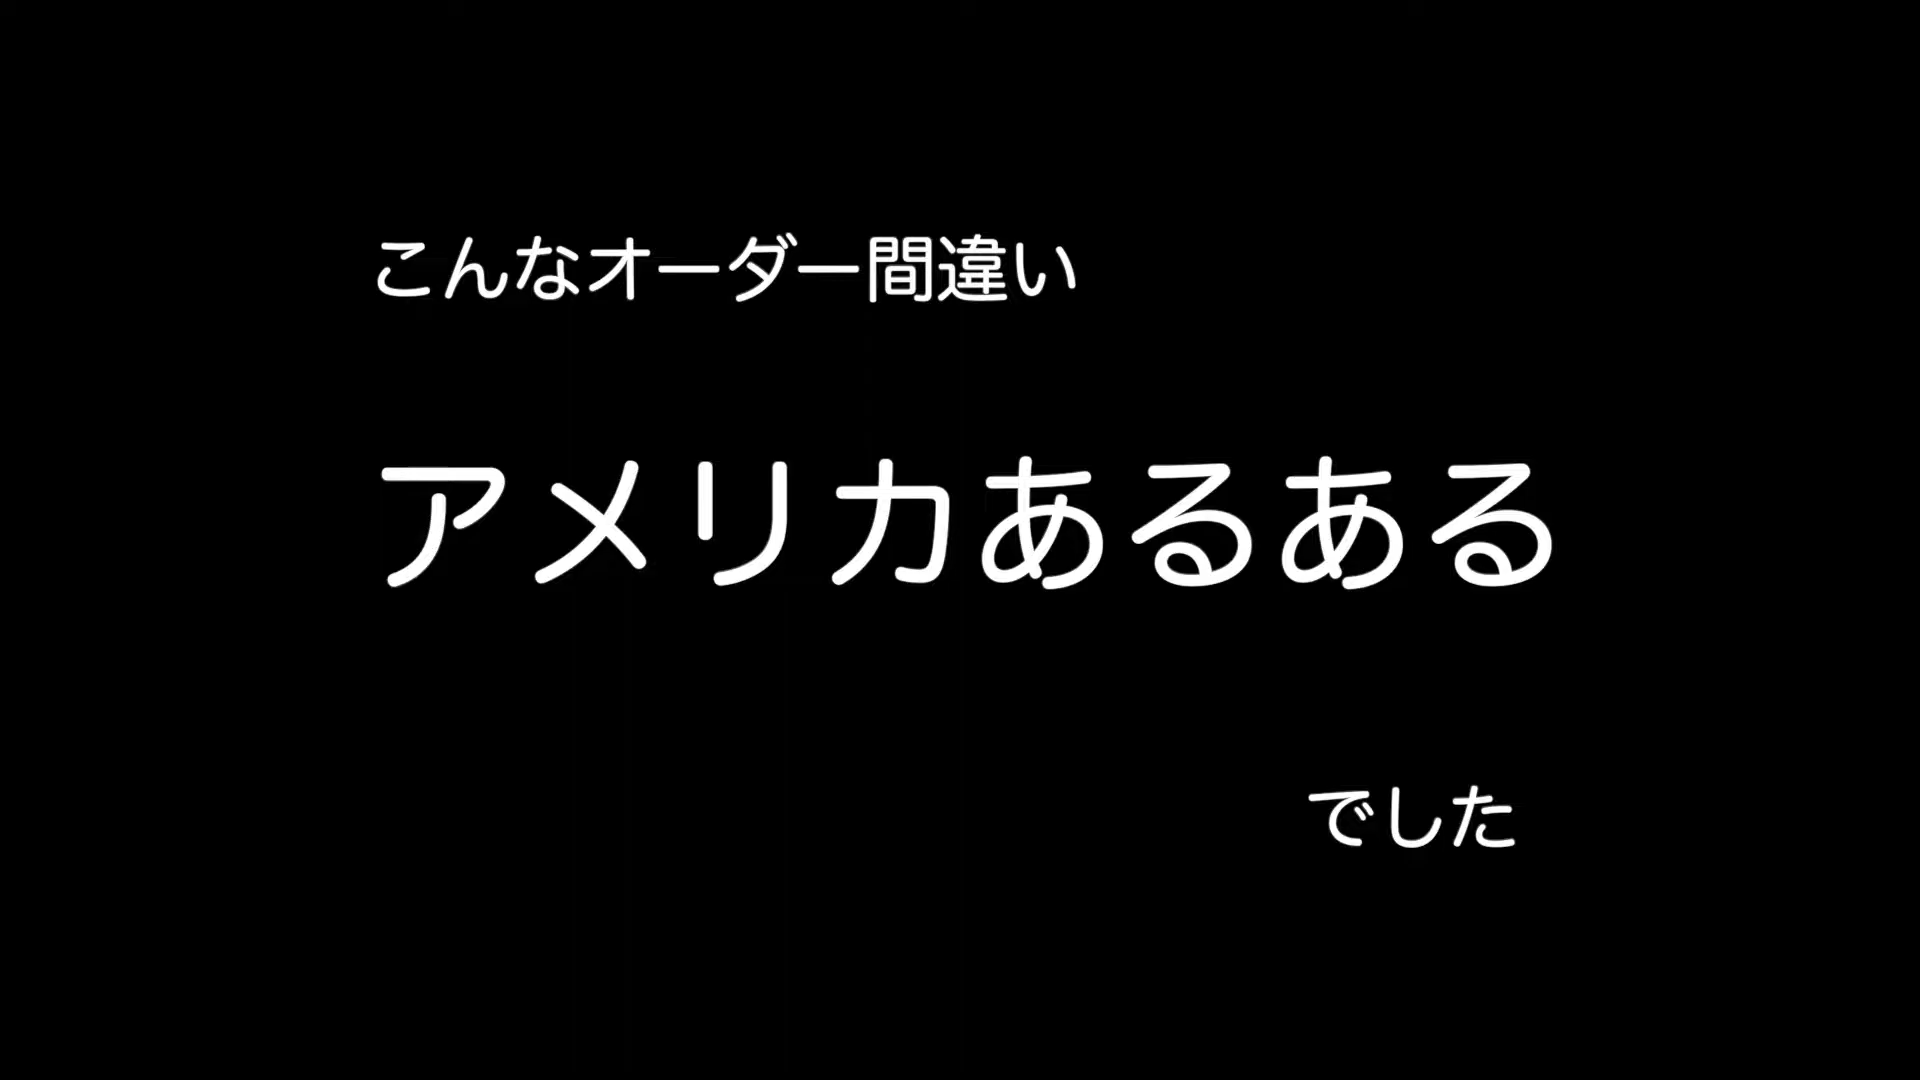 こんなオーダー間違い
アメリカあるある
でした